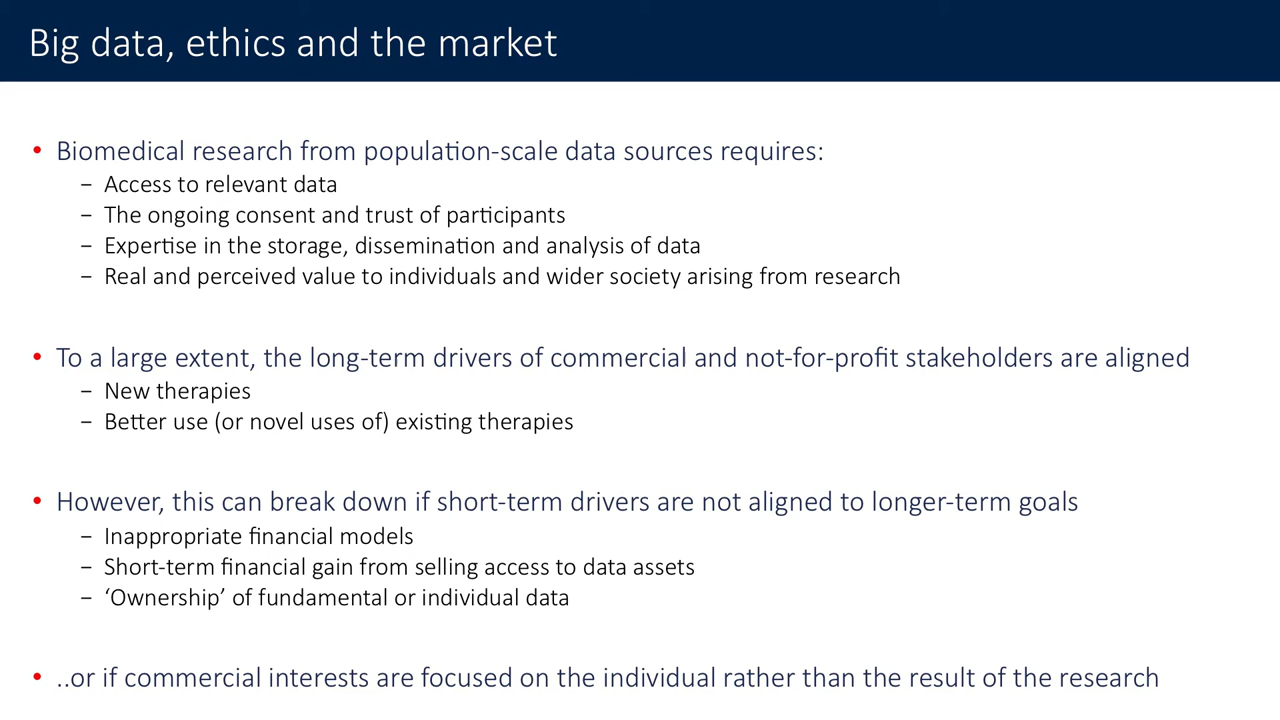 Big data, ethics and the market
• Biomedical research from population-scale data sources requires:
– Access to relevant data
– The ongoing consent and trust of participants
– Expertise in the storage, dissemination and analysis of data
– Real and perceived value to individuals and wider society arising from research
• To a large extent, the long-term drivers of commercial and not-for-profit stakeholders are aligned
– New therapies
– Better use (or novel uses of) existing therapies
• However, this can break down if short-term drivers are not aligned to longer-term goals
– Inappropriate financial models
– Short-term financial gain from selling access to data assets
– ‘Ownership’ of fundamental or individual data
• ..or if commercial interests are focused on the individual rather than the result of the research